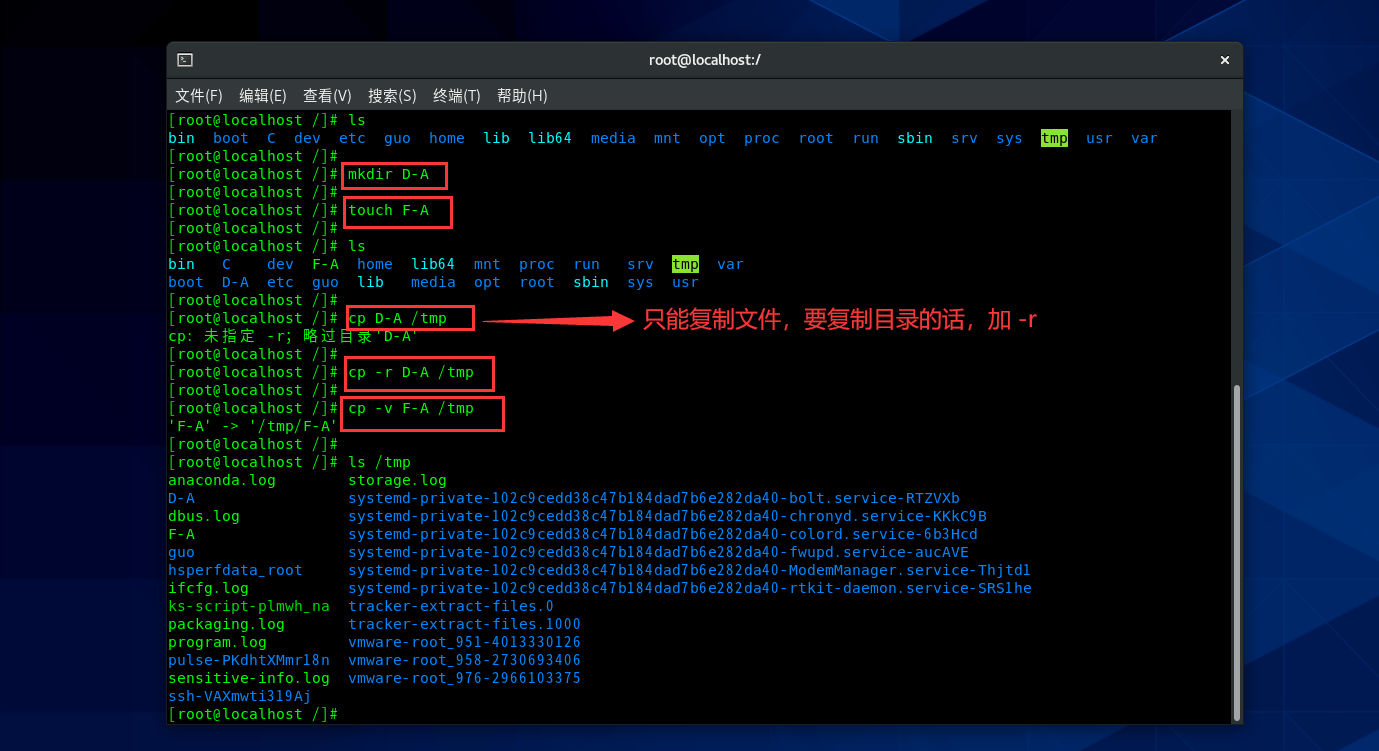 root@localhost:/
文件(F) 编辑(E) 查看(V) 搜索(S) 终端(T) 帮助(H)
[root@localhost /]# ls
bin boot C dev etc guo home lib lib64 media mnt opt proc root run sbin srv sys tmp usr var
[root@localhost /]#
[root@localhost /]# mkdir D-A
[root@localhost /]#
[root@localhost /]# touch F-A
[root@localhost /]#
[root@localhost /]# ls
bin C dev F-A home lib64 mnt proc run srv tmp var
boot D-A etc guo lib media opt root sbin sys usr
[root@localhost /]#
[root@localhost /]# cp D-A /tmp
只能复制文件，要复制目录的话，加 -r
cp: 未指定 -r；略过目录'D-A'
[root@localhost /]#
[root@localhost /]# cp -r D-A /tmp
[root@localhost /]#
[root@localhost /]# cp -v F-A /tmp
'F-A' -> '/tmp/F-A'
[root@localhost /]#
[root@localhost /]# ls /tmp
anaconda.log storage.log
D-A systemd-private-102c9cedd38c47b184dad7b6e282da40-bolt.service-RTZVXb
dbus.log systemd-private-102c9cedd38c47b184dad7b6e282da40-chronyd.service-KKkC9B
F-A systemd-private-102c9cedd38c47b184dad7b6e282da40-colord.service-6b3Hcd
guo systemd-private-102c9cedd38c47b184dad7b6e282da40-fwupd.service-aucAVE
hsperfdata_root systemd-private-102c9cedd38c47b184dad7b6e282da40-ModemManager.service-Thjtd1
ifcfg.log systemd-private-102c9cedd38c47b184dad7b6e282da40-rtkit-daemon.service-SRS1he
ks-script-plmwh_na tracker-extract-files.0
packaging.log tracker-extract-files.1000
program.log vmware-root_951-4013330126
pulse-PKdhtXMmr18n vmware-root_958-2730693406
sensitive-info.log vmware-root_976-2966103375
ssh-VAXmwti319Aj
[root@localhost /]#